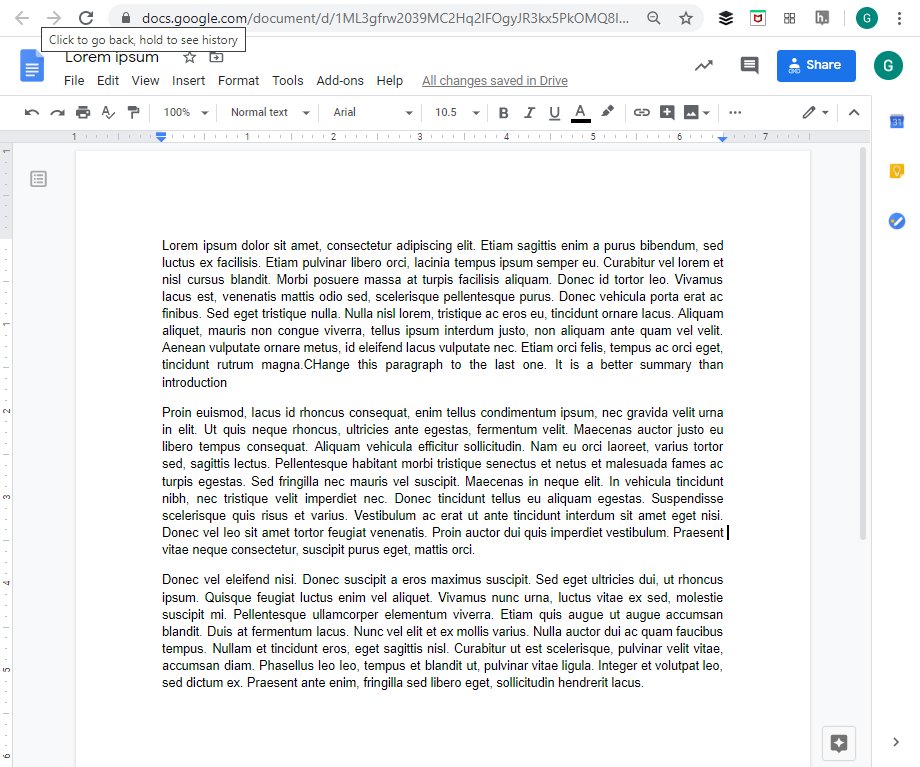 docs.google.com/document/d/1ML3gfrw2039MC2Hq2IFOgyJR3kx5PkOMQ8I...
G
Click to go back, hold to see history
Lorem ipsum
File Edit View Insert Format Tools Add-ons Help All changes saved in Drive
Share
G
100% Normal text Arial 10.5 B I U A
1 1 2 3 4 5 6 7
31
Lorem ipsum dolor sit amet, consectetur adipiscing elit. Etiam sagittis enim a purus bibendum, sed
luctus ex facilisis. Etiam pulvinar libero orci, lacinia tempus ipsum semper eu. Curabitur vel lorem et
nisl cursus blandit. Morbi posuere massa at turpis facilisis aliquam. Donec id tortor leo. Vivamus
lacus est, venenatis mattis odio sed, scelerisque pellentesque purus. Donec vehicula porta erat ac
finibus. Sed eget tristique nulla. Nulla nisl lorem, tristique ac eros eu, tincidunt ornare lacus. Aliquam
aliquet, mauris non congue viverra, tellus ipsum interdum justo, non aliquam ante quam vel velit.
Aenean vulputate ornare metus, id eleifend lacus vulputate nec. Etiam orci felis, tempus ac orci eget,
tincidunt rutrum magna.CHange this paragraph to the last one. It is a better summary than
introduction
Proin euismod, lacus id rhoncus consequat, enim tellus condimentum ipsum, nec gravida velit urna
in elit. Ut quis neque rhoncus, ultricies ante egestas, fermentum velit. Maecenas auctor justo eu
libero tempus consequat. Aliquam vehicula efficitur sollicitudin. Nam eu orci laoreet, varius tortor
sed, sagittis lectus. Pellentesque habitant morbi tristique senectus et netus et malesuada fames ac
turpis egestas. Sed fringilla nec mauris vel suscipit. Maecenas in neque elit. In vehicula tincidunt
nibh, nec tristique velit imperdiet nec. Donec tincidunt tellus eu aliquam egestas. Suspendisse
scelerisque quis risus et varius. Vestibulum ac erat ut ante tincidunt interdum sit amet eget nisi.
Donec vel leo sit amet tortor feugiat venenatis. Proin auctor dui quis imperdiet vestibulum. Praesent
vitae neque consectetur, suscipit purus eget, mattis orci.
Donec vel eleifend nisi. Donec suscipit a eros maximus suscipit. Sed eget ultricies dui, ut rhoncus
ipsum. Quisque feugiat luctus enim vel aliquet. Vivamus nunc urna, luctus vitae ex sed, molestie
suscipit mi. Pellentesque ullamcorper elementum viverra. Etiam quis augue ut augue accumsan
blandit. Duis at fermentum lacus. Nunc vel elit et ex mollis varius. Nulla auctor dui ac quam faucibus
tempus. Nullam et tincidunt eros, eget sagittis nisl. Curabitur ut est scelerisque, pulvinar velit vitae,
accumsan diam. Phasellus leo leo, tempus et blandit ut, pulvinar vitae ligula. Integer et volutpat leo,
sed dictum ex. Praesent ante enim, fringilla sed libero eget, sollicitudin hendrerit lacus.
1
1
2
3
4
5
6